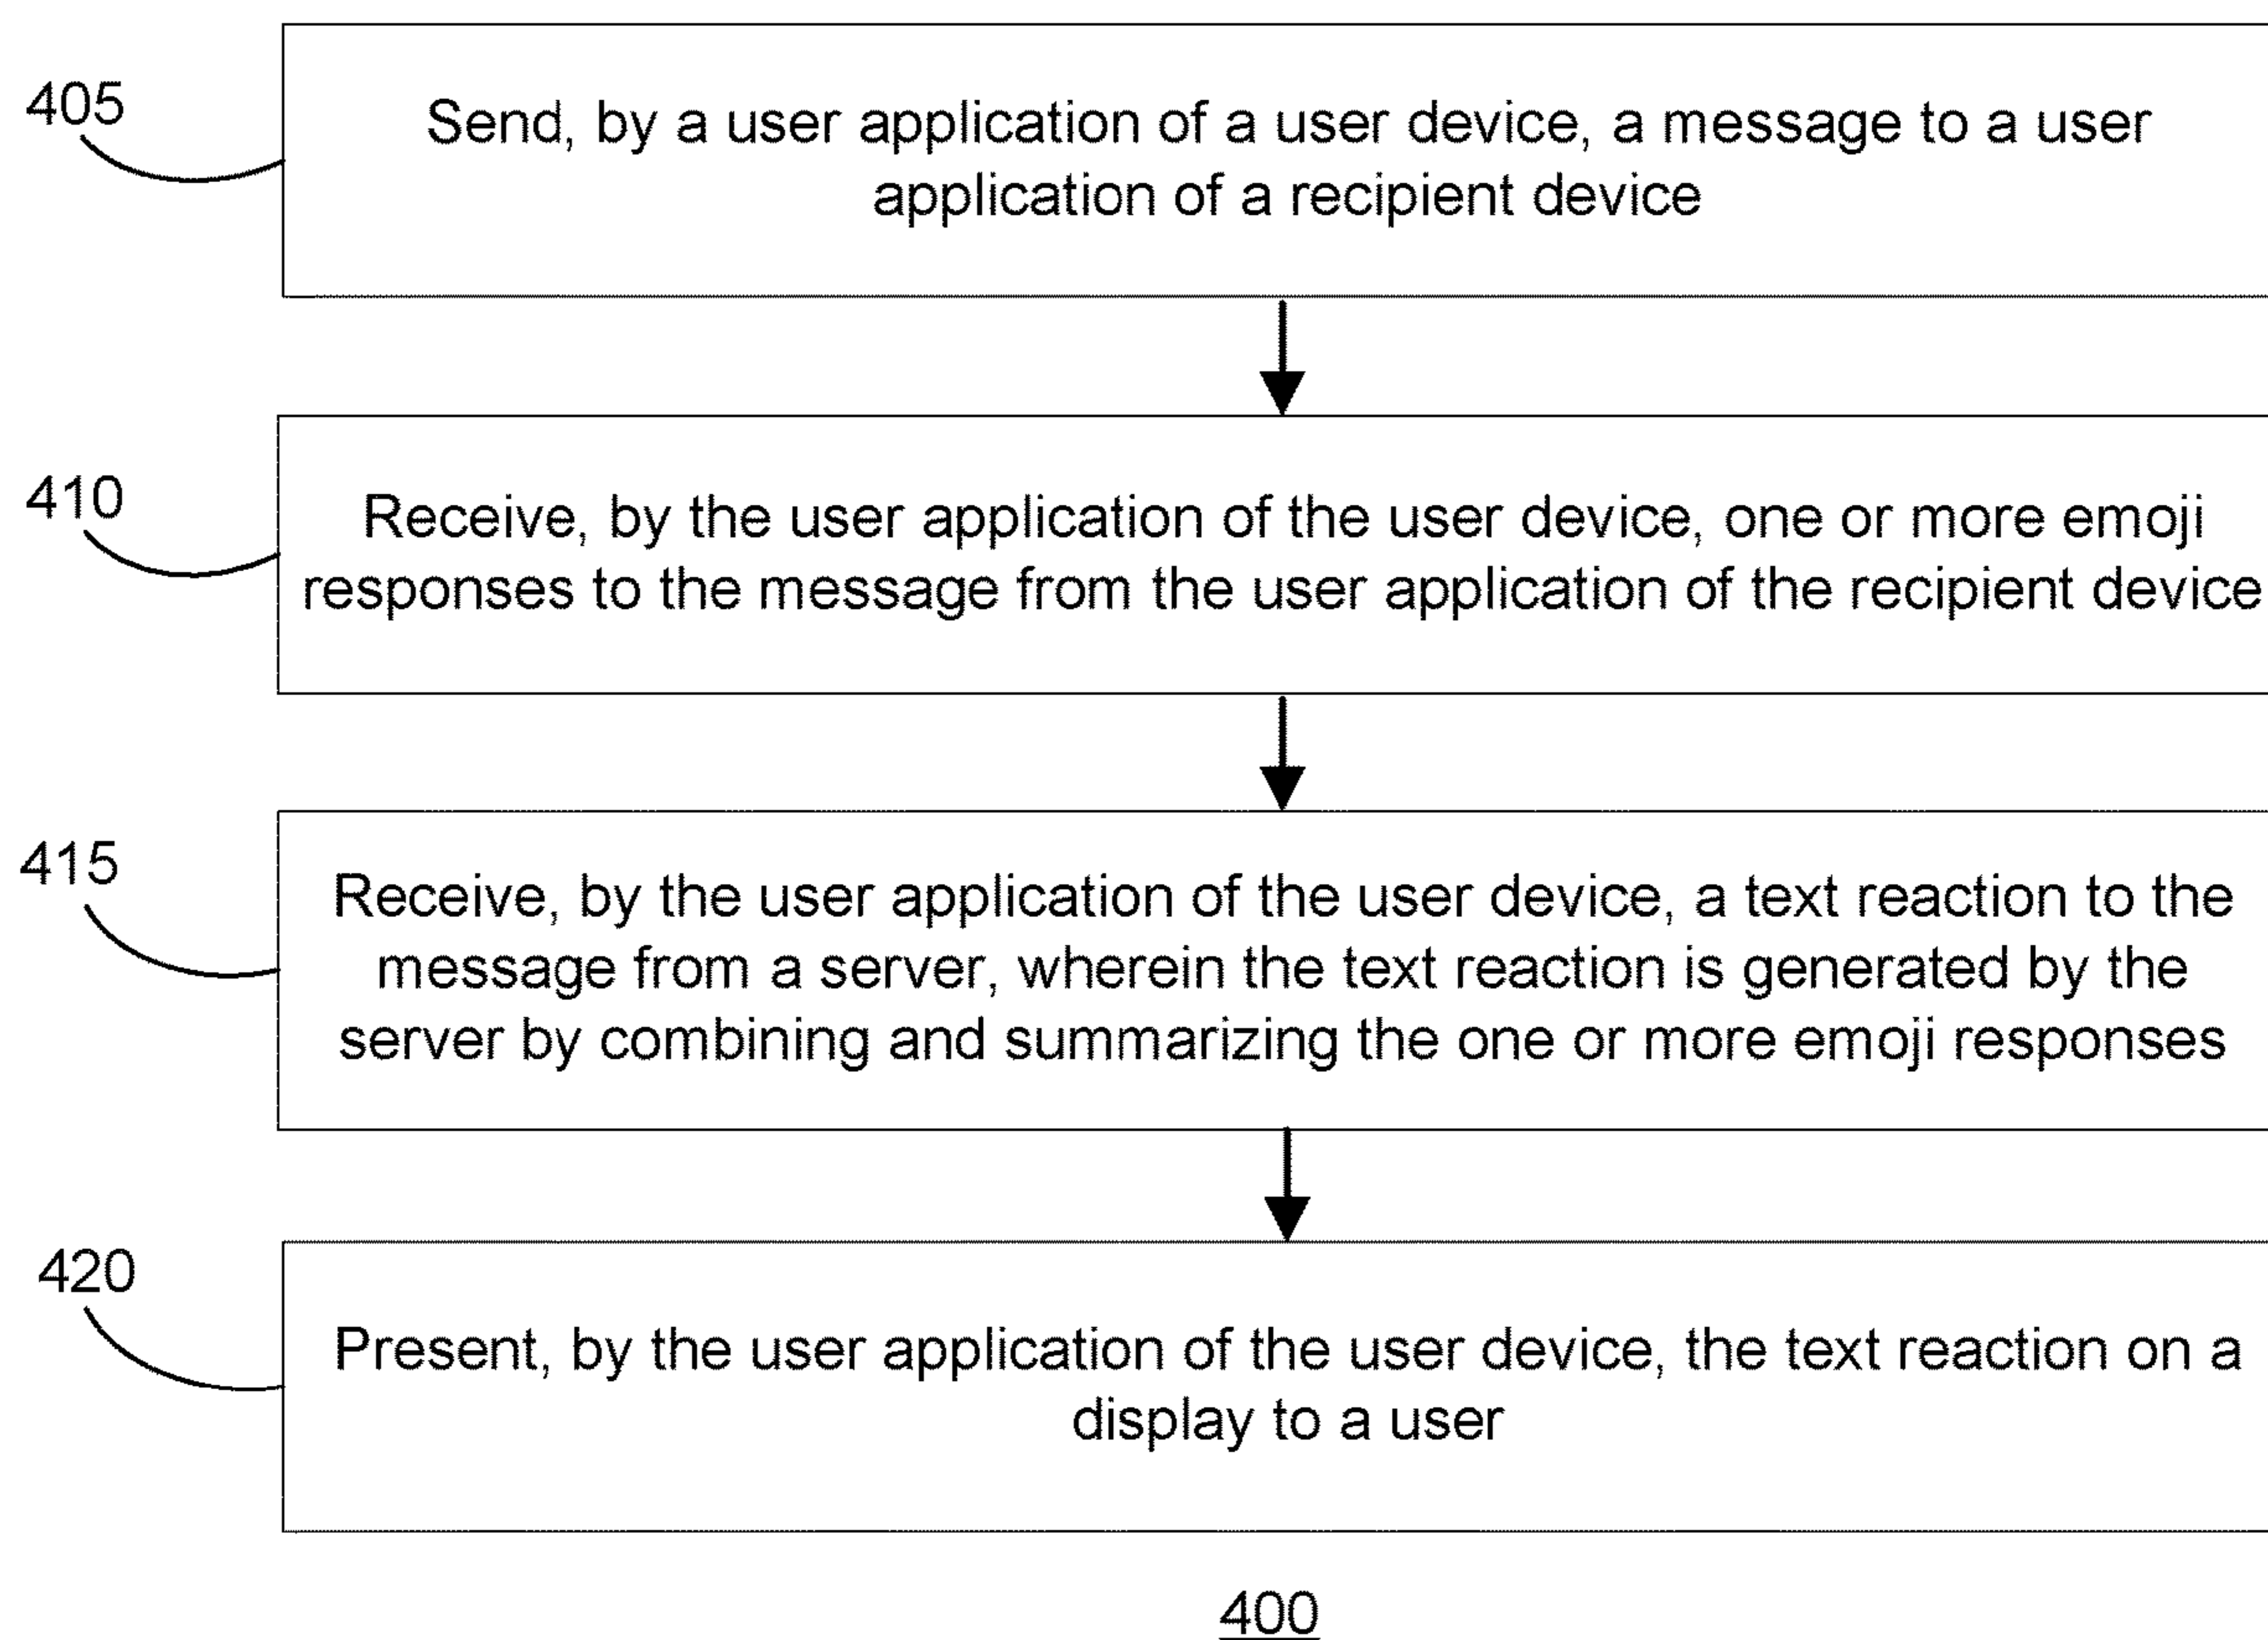 405
Send, by a user application of a user device, a message to a user
application of a recipient device
410
Receive, by the user application of the user device, one or more emoji
responses to the message from the user application of the recipient device
415
Receive, by the user application of the user device, a text reaction to the
message from a server, wherein the text reaction is generated by the
server by combining and summarizing the one or more emoji responses
420
Present, by the user application of the user device, the text reaction on a
display to a user
400